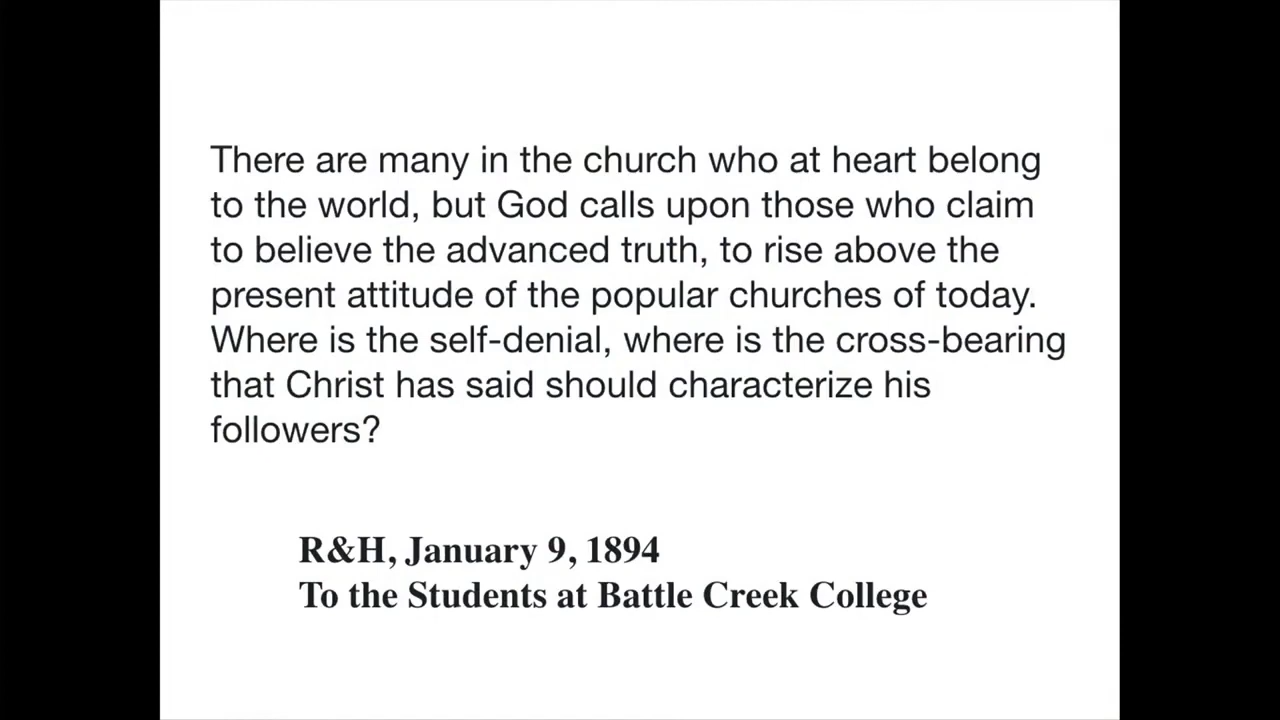 There are many in the church who at heart belong
to the world, but God calls upon those who claim
to believe the advanced truth, to rise above the
present attitude of the popular churches of today.
Where is the self-denial, where is the cross-bearing
that Christ has said should characterize his
followers?
R&H, January 9, 1894
To the Students at Battle Creek College